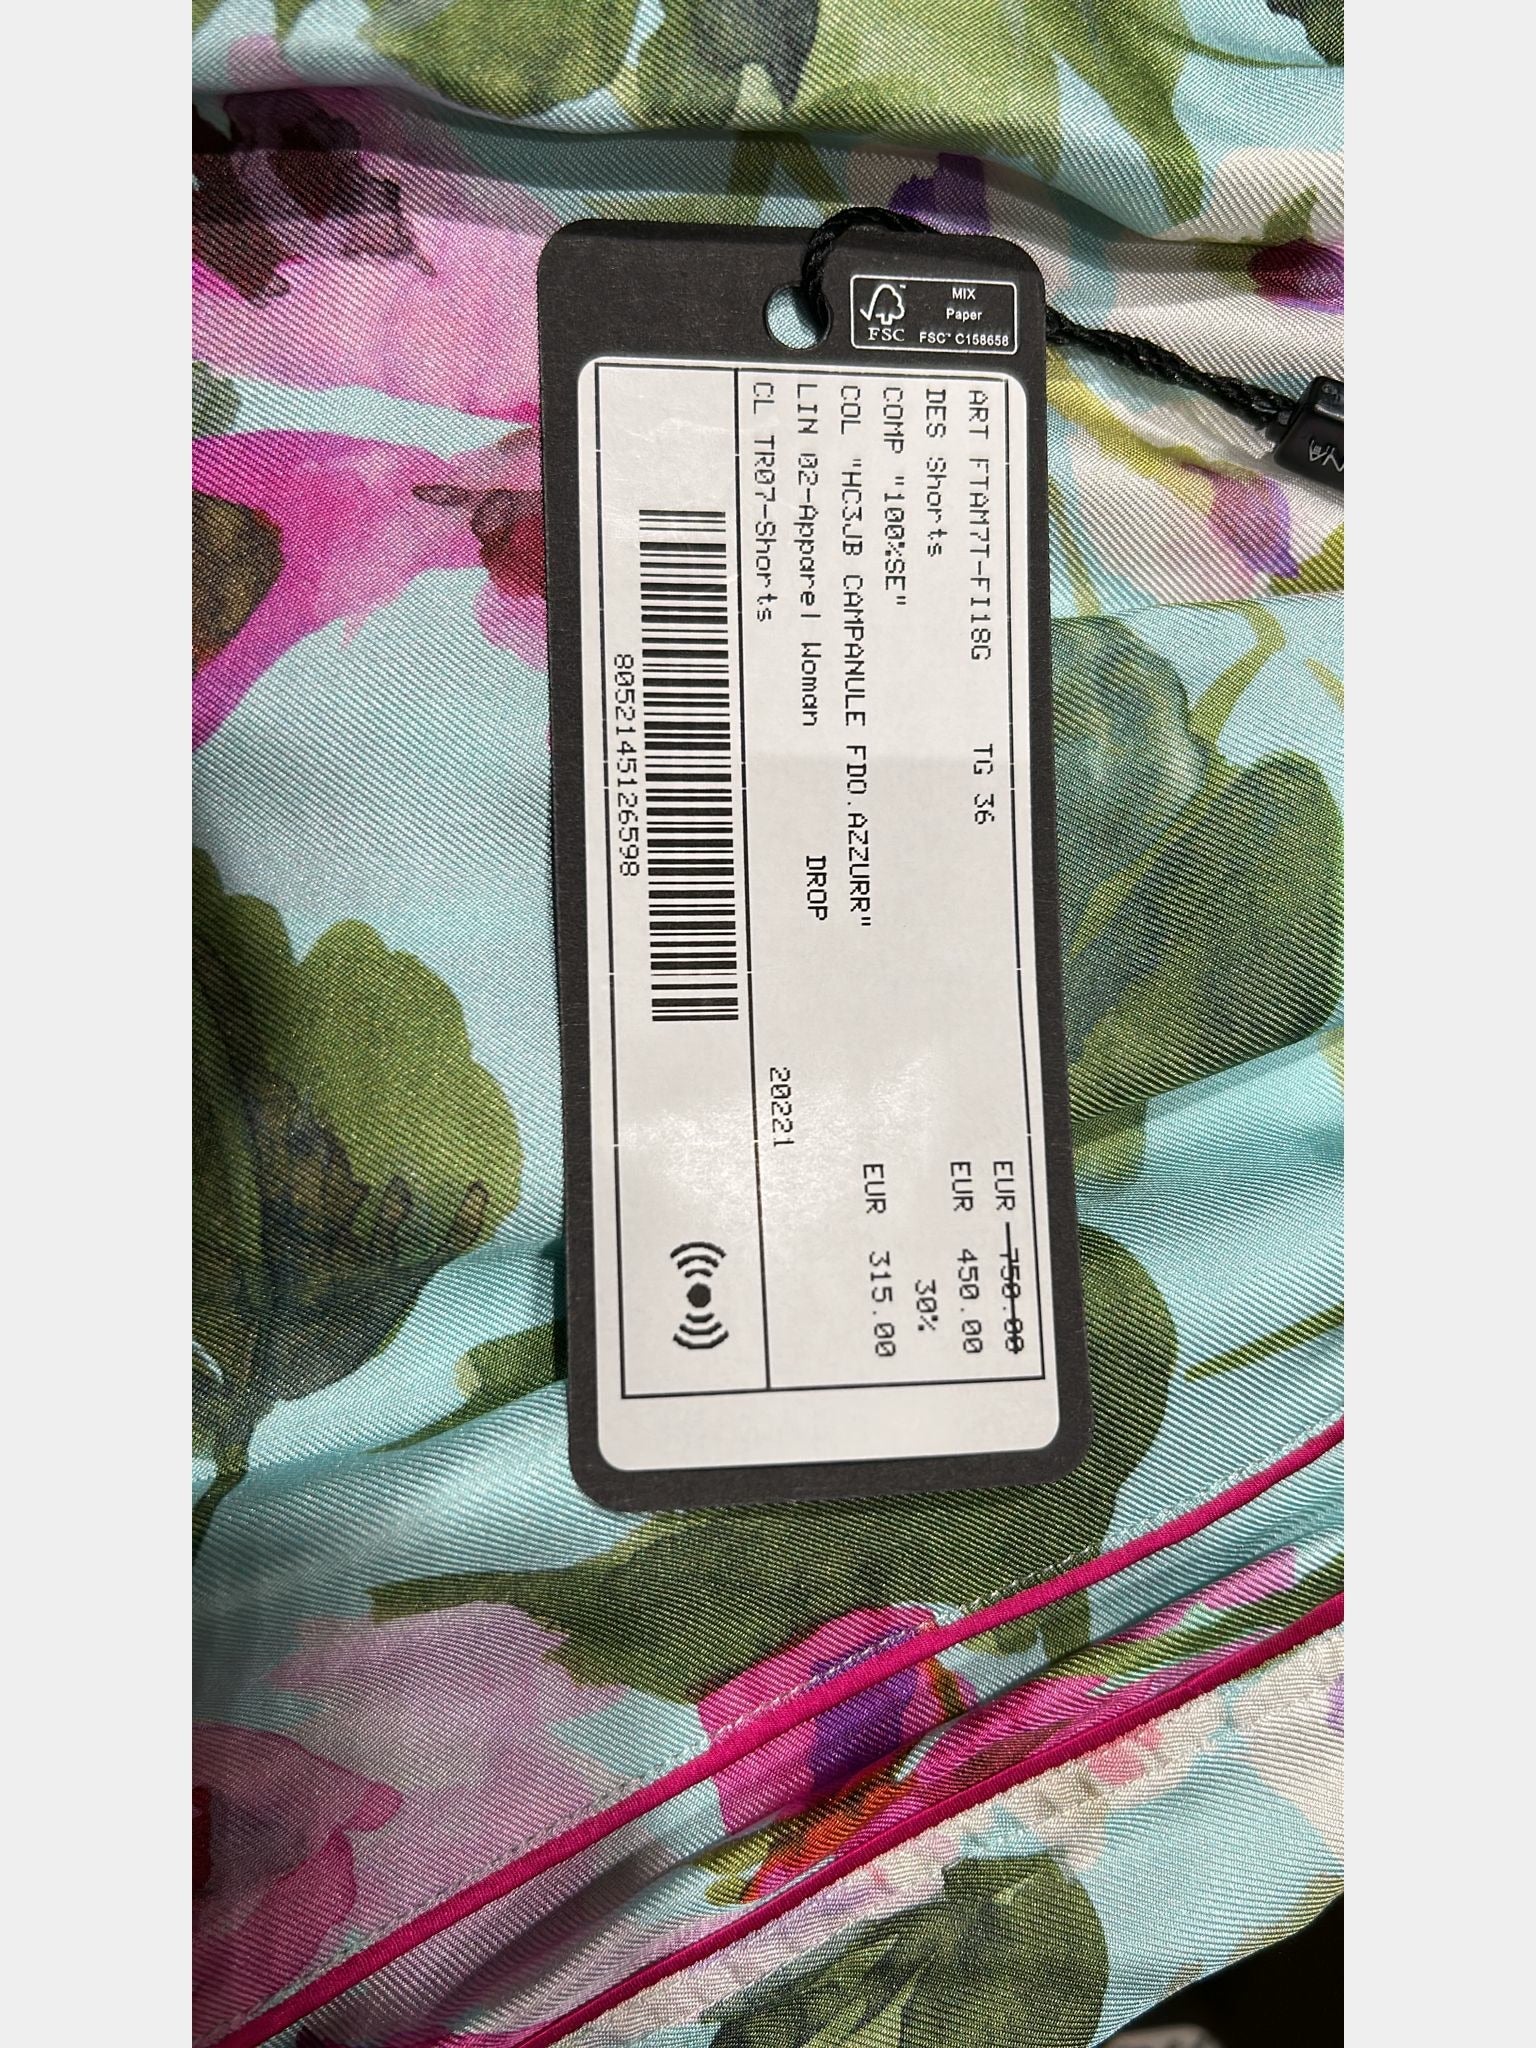 MIX
Paper
FSC™ C158658
FSC
ART FTAM7T-FI18G TG 36 EUR 750.00
DES Shorts EUR 450.00
COMP "100%SE" 30%
COL "HC3JB CAMPANULE FDO.AZZURR" EUR 315.00
LIN 02-Apparel Woman DROP
CL TR07-Shorts 20221
8052145126598